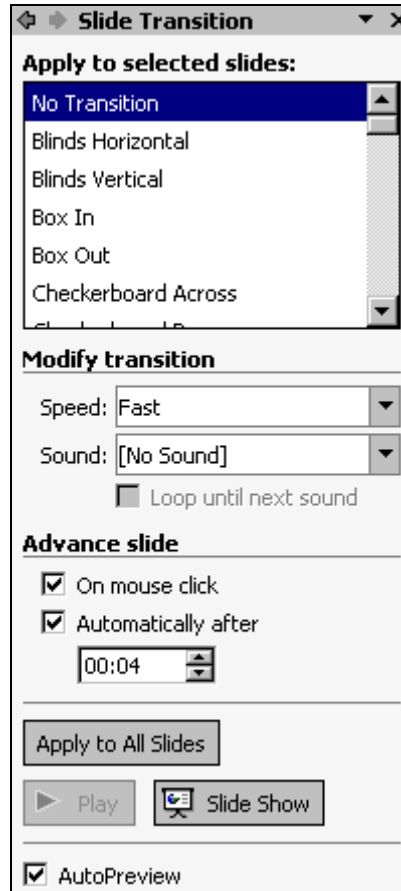 Slide Transition
Apply to selected slides:
No Transition
Blinds Horizontal
Blinds Vertical
Box In
Box Out
Checkerboard Across
Modify transition
Speed: Fast
Sound: [No Sound]
Loop until next sound
Advance slide
On mouse click
Automatically after
00:04
Apply to All Slides
Play Slide Show
AutoPreview